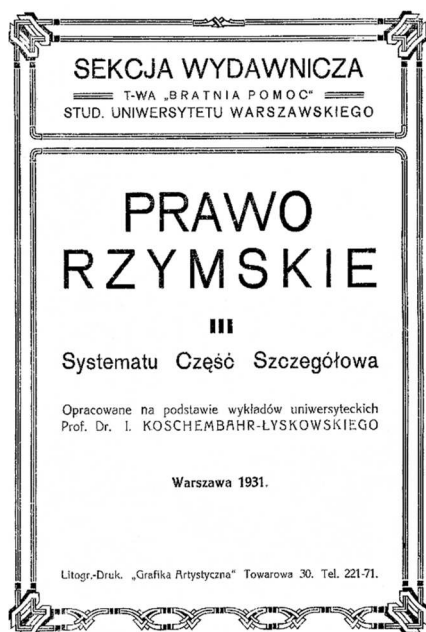 SEKCJA WYDAWNICZA
T-WA „BRATNIA POMOC“
STUD. UNIWERSYTETU WARSZAWSKIEGO
PRAWO
RZYMSKIE
III
Systematu Część Szczegółowa
Opracowane na podstawie wykładów uniwersyteckich
Prof. Dr. I. KOSCHEMBAHR-ŁYSKOWSKIEGO
Warszawa 1931.
Litogr.-Druk. „Grafika Artystyczna“ Towarowa 30. Tel. 221-71.